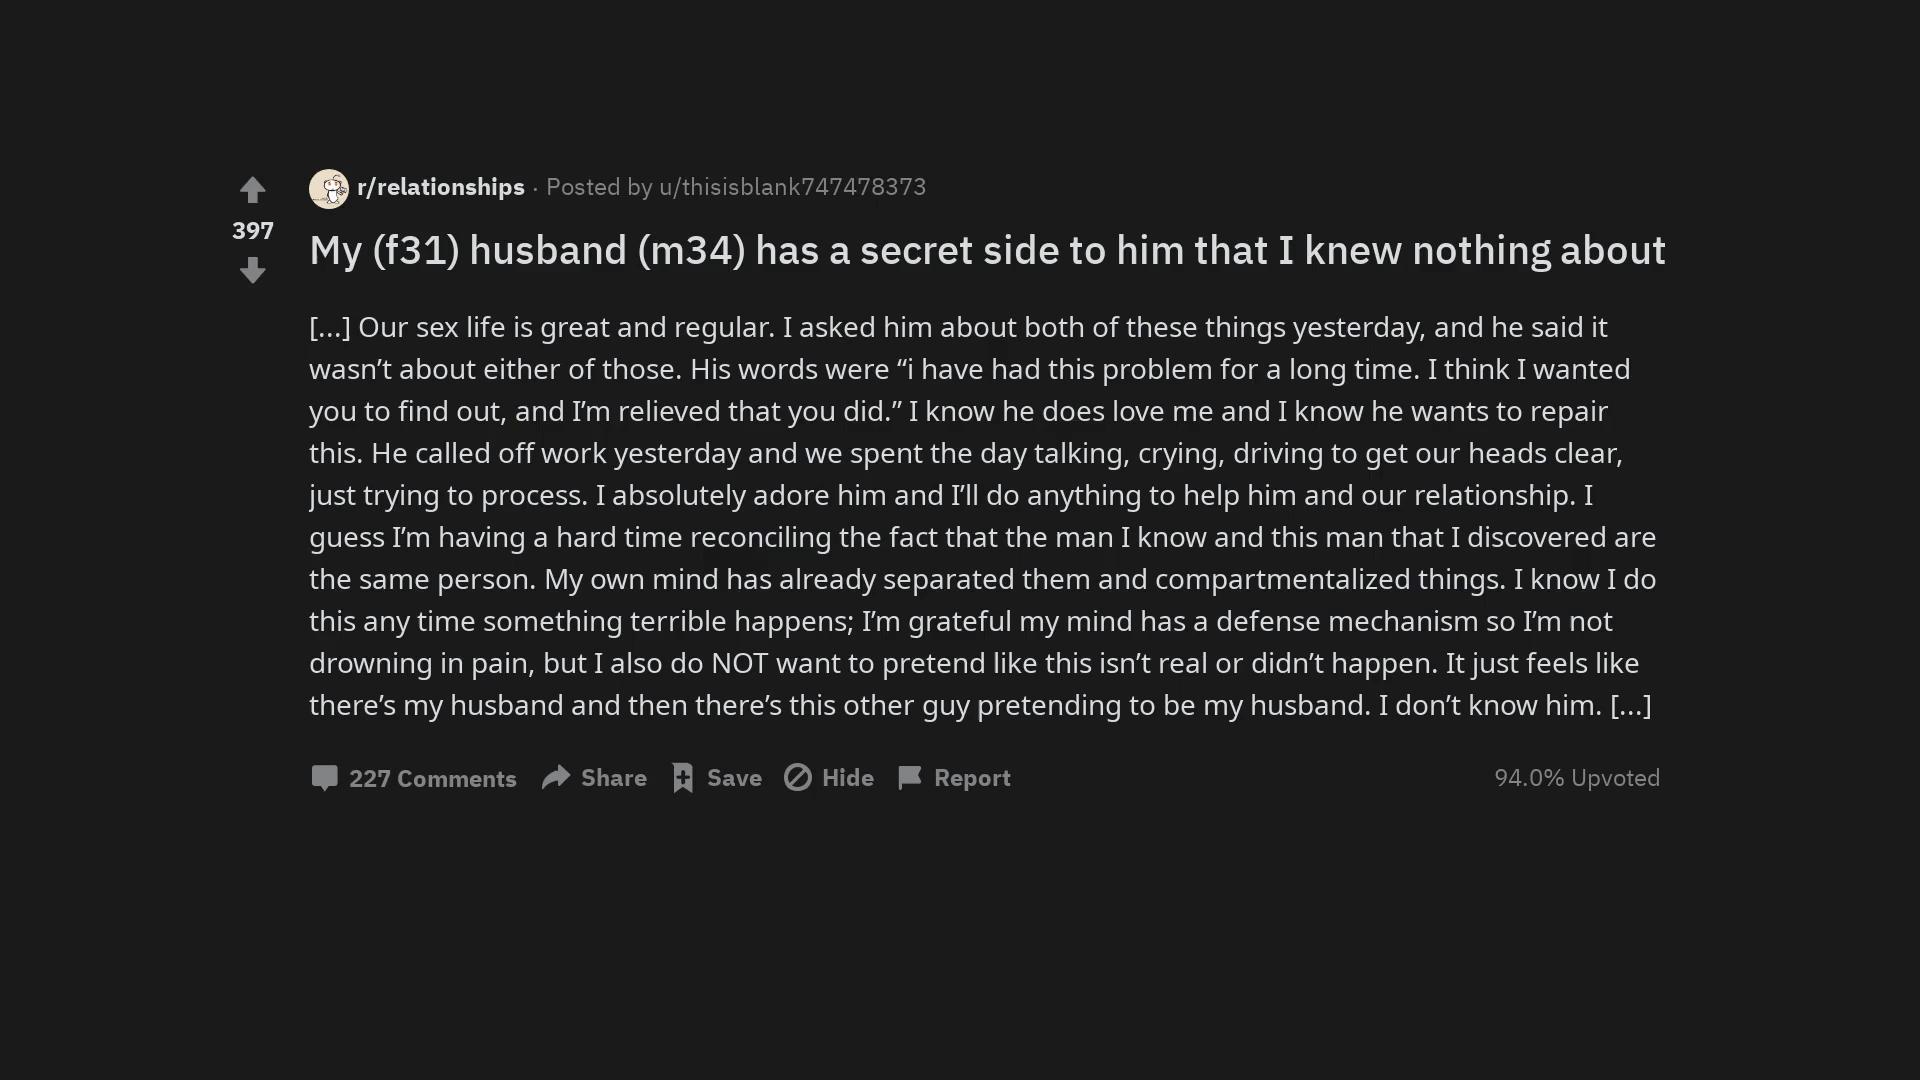 r/relationships · Posted by u/thisisblank747478373
397
My (f31) husband (m34) has a secret side to him that I knew nothing about
[...] Our sex life is great and regular. I asked him about both of these things yesterday, and he said it
wasn’t about either of those. His words were “i have had this problem for a long time. I think I wanted
you to find out, and I’m relieved that you did.” I know he does love me and I know he wants to repair
this. He called off work yesterday and we spent the day talking, crying, driving to get our heads clear,
just trying to process. I absolutely adore him and I’ll do anything to help him and our relationship. I
guess I’m having a hard time reconciling the fact that the man I know and this man that I discovered are
the same person. My own mind has already separated them and compartmentalized things. I know I do
this any time something terrible happens; I’m grateful my mind has a defense mechanism so I’m not
drowning in pain, but I also do NOT want to pretend like this isn’t real or didn’t happen. It just feels like
there’s my husband and then there’s this other guy pretending to be my husband. I don’t know him. [...]
227 Comments Share Save Hide Report 94.0% Upvoted